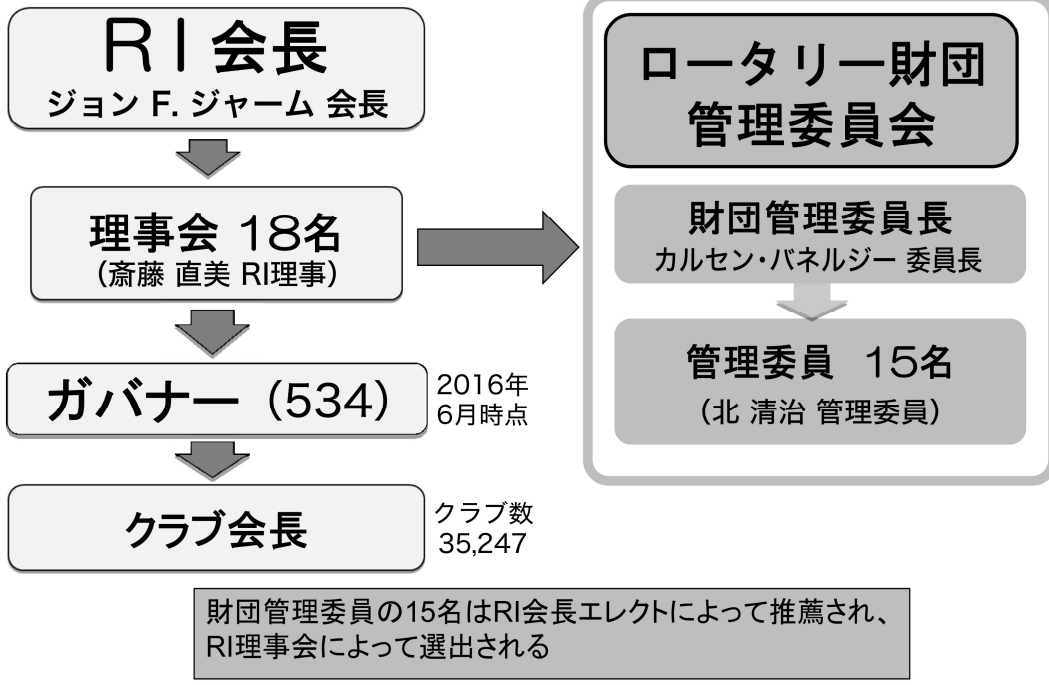 RI会長
ジョン F. ジャーム 会長
理事会 18名
（斎藤 直美 RI理事）
ガバナー（534）
2016年
6月時点
クラブ会長
クラブ数
35,247
ロータリー財団
管理委員会
財団管理委員長
カルセン・バネルジー 委員長
管理委員 15名
（北 清治 管理委員）
財団管理委員の15名はRI会長エレクトによって推薦され、
RI理事会によって選出される